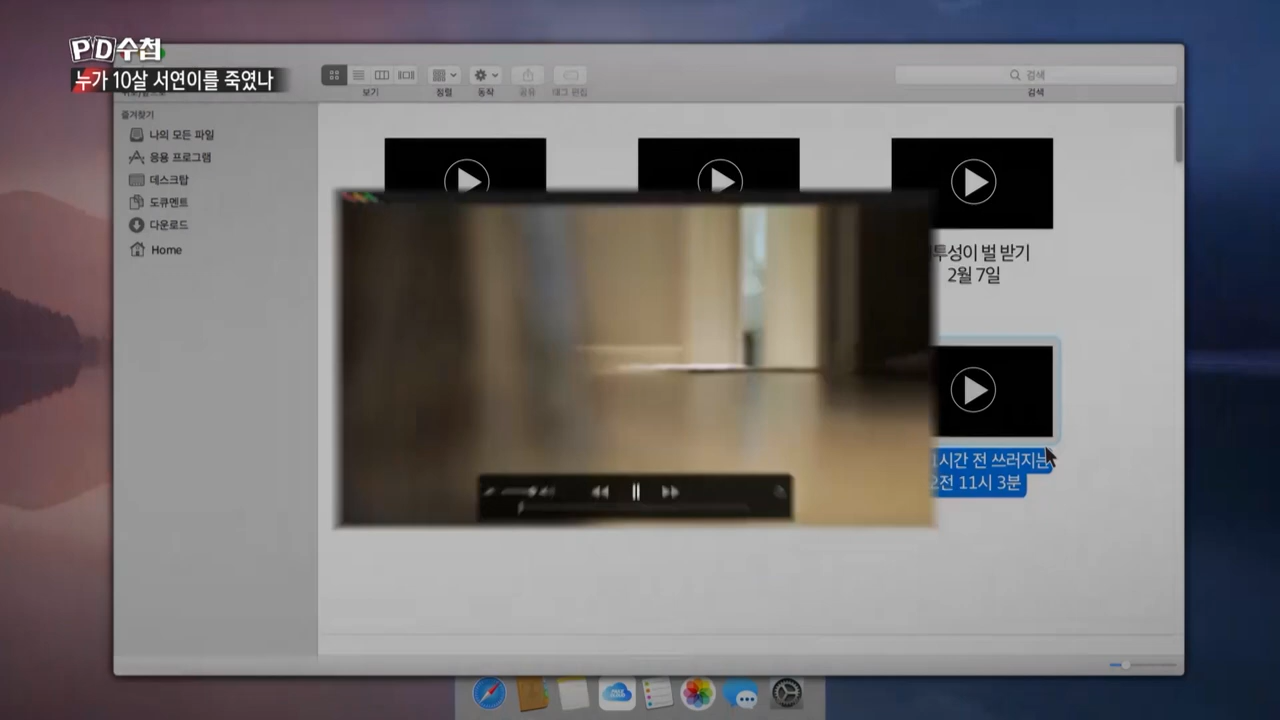 PD수첩
누가 10살 서연이를 죽였나
보기
정렬
동작
공유
태그 편집
검색
검색
즐겨찾기
나의 모든 파일
응용 프로그램
데스크탑
도큐멘트
다운로드
Home
투성이 벌 받기
2월 7일
1시간 전 쓰러지는
오전 11시 3분